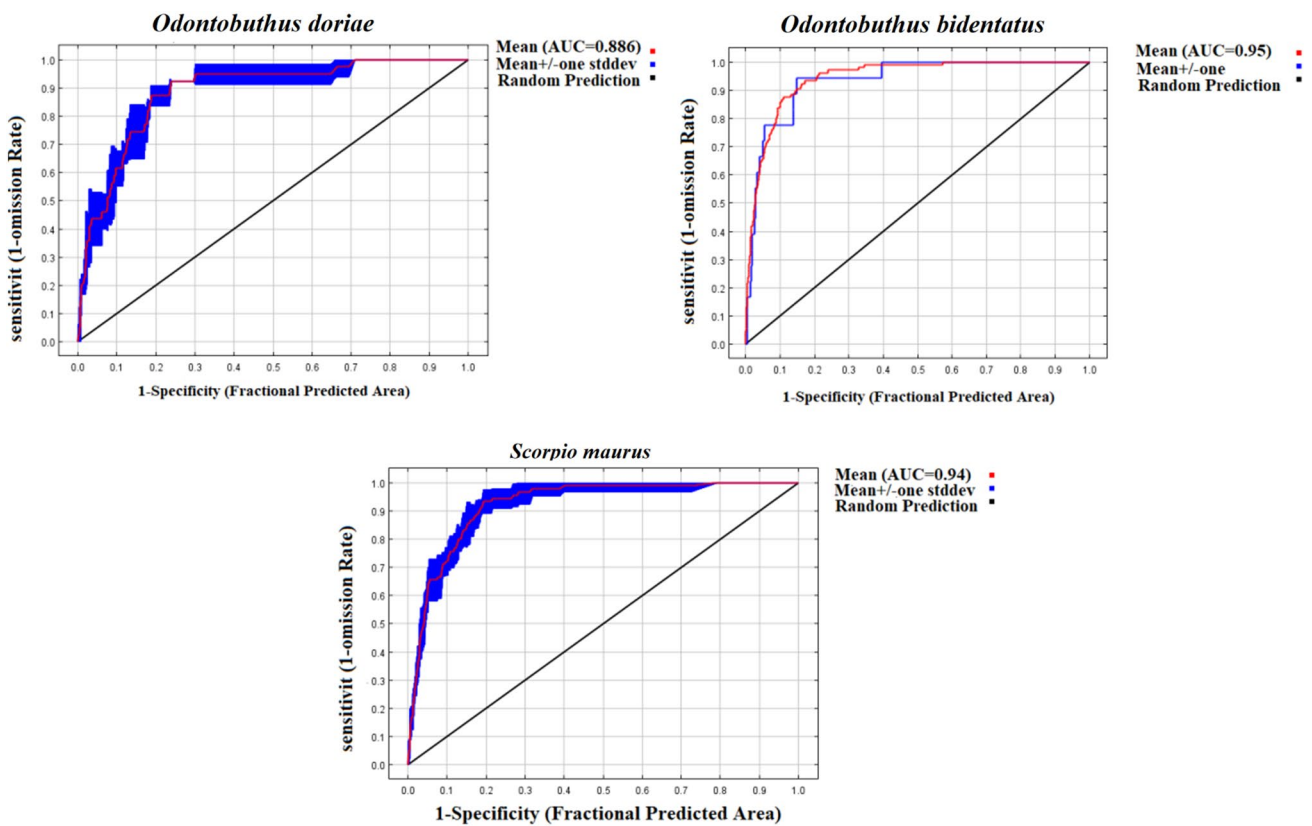 Odontobuthus doriae
Mean (AUC=0.886)
Mean+/-one stddev
Random Prediction
sensitivit (1-omission Rate)
1.0
0.9
0.8
0.7
0.6
0.5
0.4
0.3
0.2
0.1
0.0
0.0 0.1 0.2 0.3 0.4 0.5 0.6 0.7 0.8 0.9 1.0
1-Specificity (Fractional Predicted Area)
Odontobuthus bidentatus
Mean (AUC=0.95)
Mean+/-one
Random Prediction
sensitivit (1-omission Rate)
1.0
0.9
0.8
0.7
0.6
0.5
0.4
0.3
0.2
0.1
0.0
0.0 0.1 0.2 0.3 0.4 0.5 0.6 0.7 0.8 0.9 1.0
1-Specificity (Fractional Predicted Area)
Scorpio maurus
Mean (AUC=0.94)
Mean+/-one stddev
Random Prediction
sensitivit (1-omission Rate)
1.0
0.9
0.8
0.7
0.6
0.5
0.4
0.3
0.2
0.1
0.0
0.0 0.1 0.2 0.3 0.4 0.5 0.6 0.7 0.8 0.9 1.0
1-Specificity (Fractional Predicted Area)